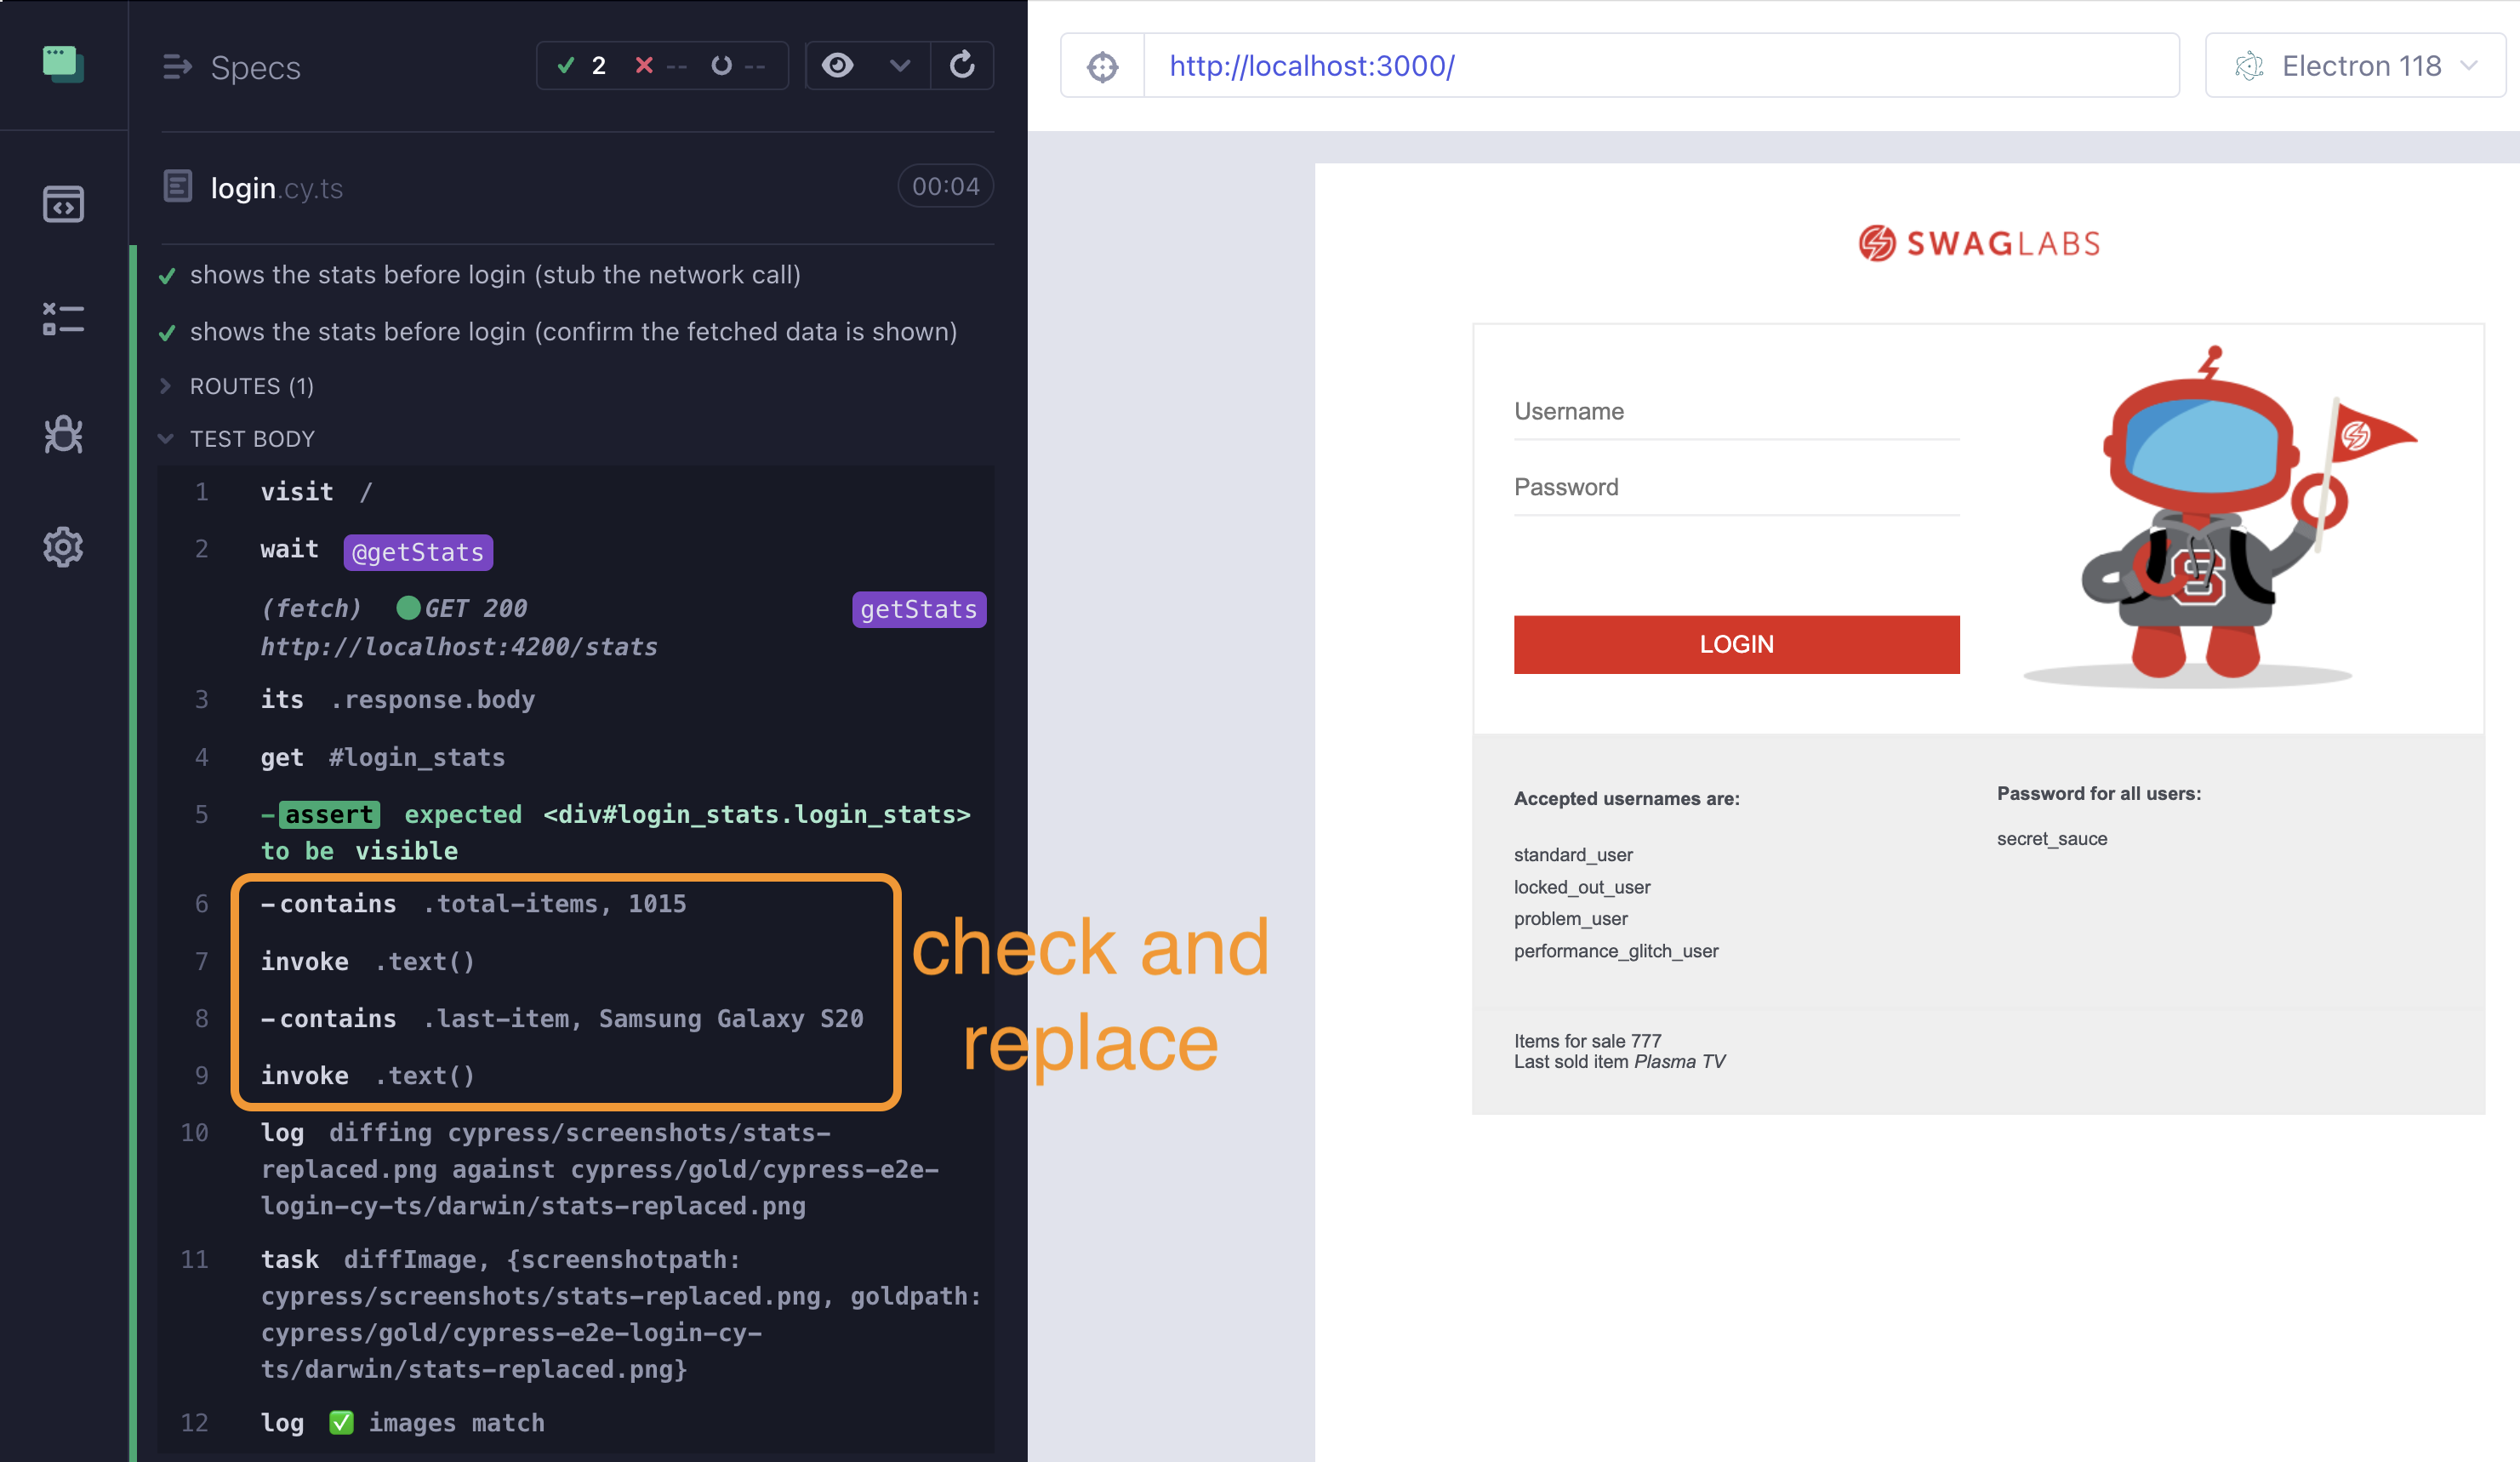 Specs
2 -- --
login.cy.ts
00:04
shows the stats before login (stub the network call)
shows the stats before login (confirm the fetched data is shown)
ROUTES (1)
TEST BODY
1 visit /
2 wait @getStats
(fetch) GET 200 getStats
http://localhost:4200/stats
3 its .response.body
4 get #login_stats
5 -assert expected <div#login_stats.login_stats>
to be visible
6 -contains .total-items, 1015
7 invoke .text()
8 -contains .last-item, Samsung Galaxy S20
9 invoke .text()
10 log diffing cypress/screenshots/stats-
replaced.png against cypress/gold/cypress-e2e-
login-cy-ts/darwin/stats-replaced.png
11 task diffImage, {screenshotpath:
cypress/screenshots/stats-replaced.png, goldpath:
cypress/gold/cypress-e2e-login-cy-
ts/darwin/stats-replaced.png}
12 log ✅ images match
check and
replace
http://localhost:3000/
Electron 118
SWAGLABS
Username
Password
LOGIN
S
Accepted usernames are:
standard_user
locked_out_user
problem_user
performance_glitch_user
Password for all users:
secret_sauce
Items for sale 777
Last sold item Plasma TV